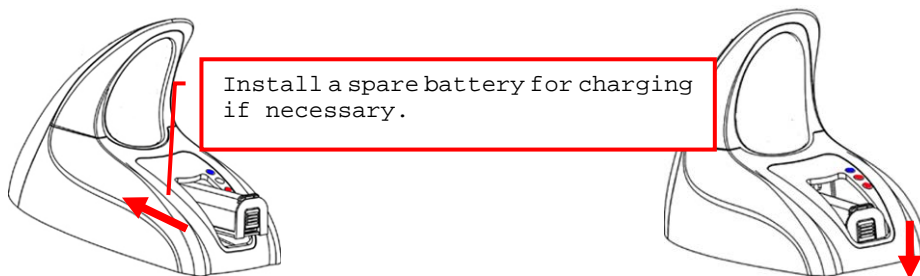 Install a spare battery for charging
if necessary.